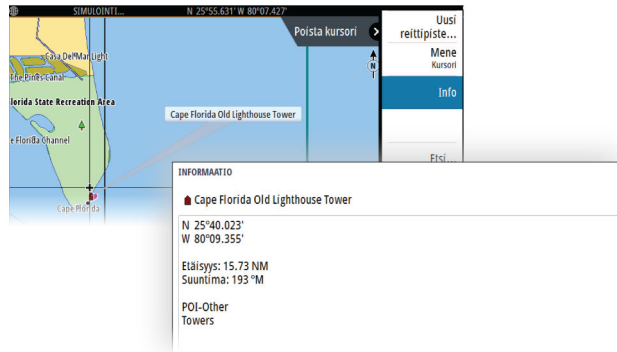 SIMULOINTI... N 25°55.631' W 80°07.427'
Poista kursori
Uusi
reittipiste...
Mene
Kursori
Info
Etsi...
N
Casa Del Mar Light
The Pines Canal
lorida State Recreation Area
Cape Florida Old Lighthouse Tower
e Florida Channel
Cape Florida
INFORMAATIO
Cape Florida Old Lighthouse Tower
N 25°40.023'
W 80°09.355'
Etäisyys: 15.73 NM
Suuntima: 193 °M
POI-Other
Towers